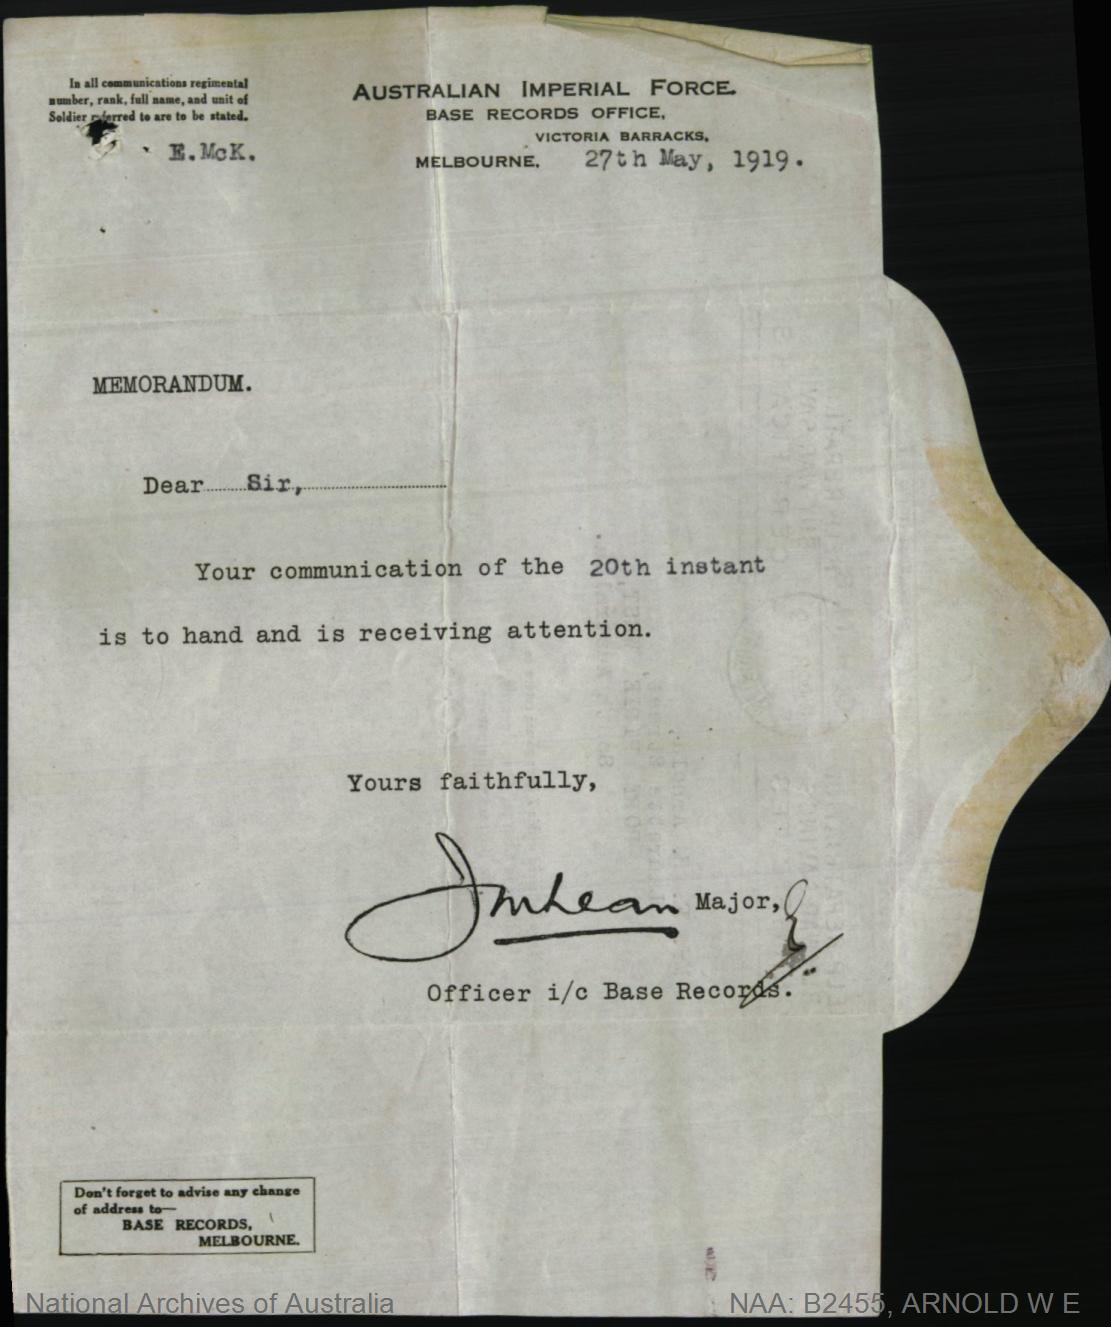 In all communications regimental
number, rank, full name, and unit of
Soldier referred to are to be stated.
E.McK.
AUSTRALIAN IMPERIAL FORCE.
BASE RECORDS OFFICE,
VICTORIA BARRACKS,
MELBOURNE, 27th May, 1919.
MEMORANDUM.
Dear Sir,
Your communication of the 20th instant
is to hand and is receiving attention.
Yours faithfully,
JMLean Major,
Officer i/c Base Records.
Don't forget to advise any change
of address to—
BASE RECORDS,
MELBOURNE.
National Archives of Australia
NAA: B2455, ARNOLD W E